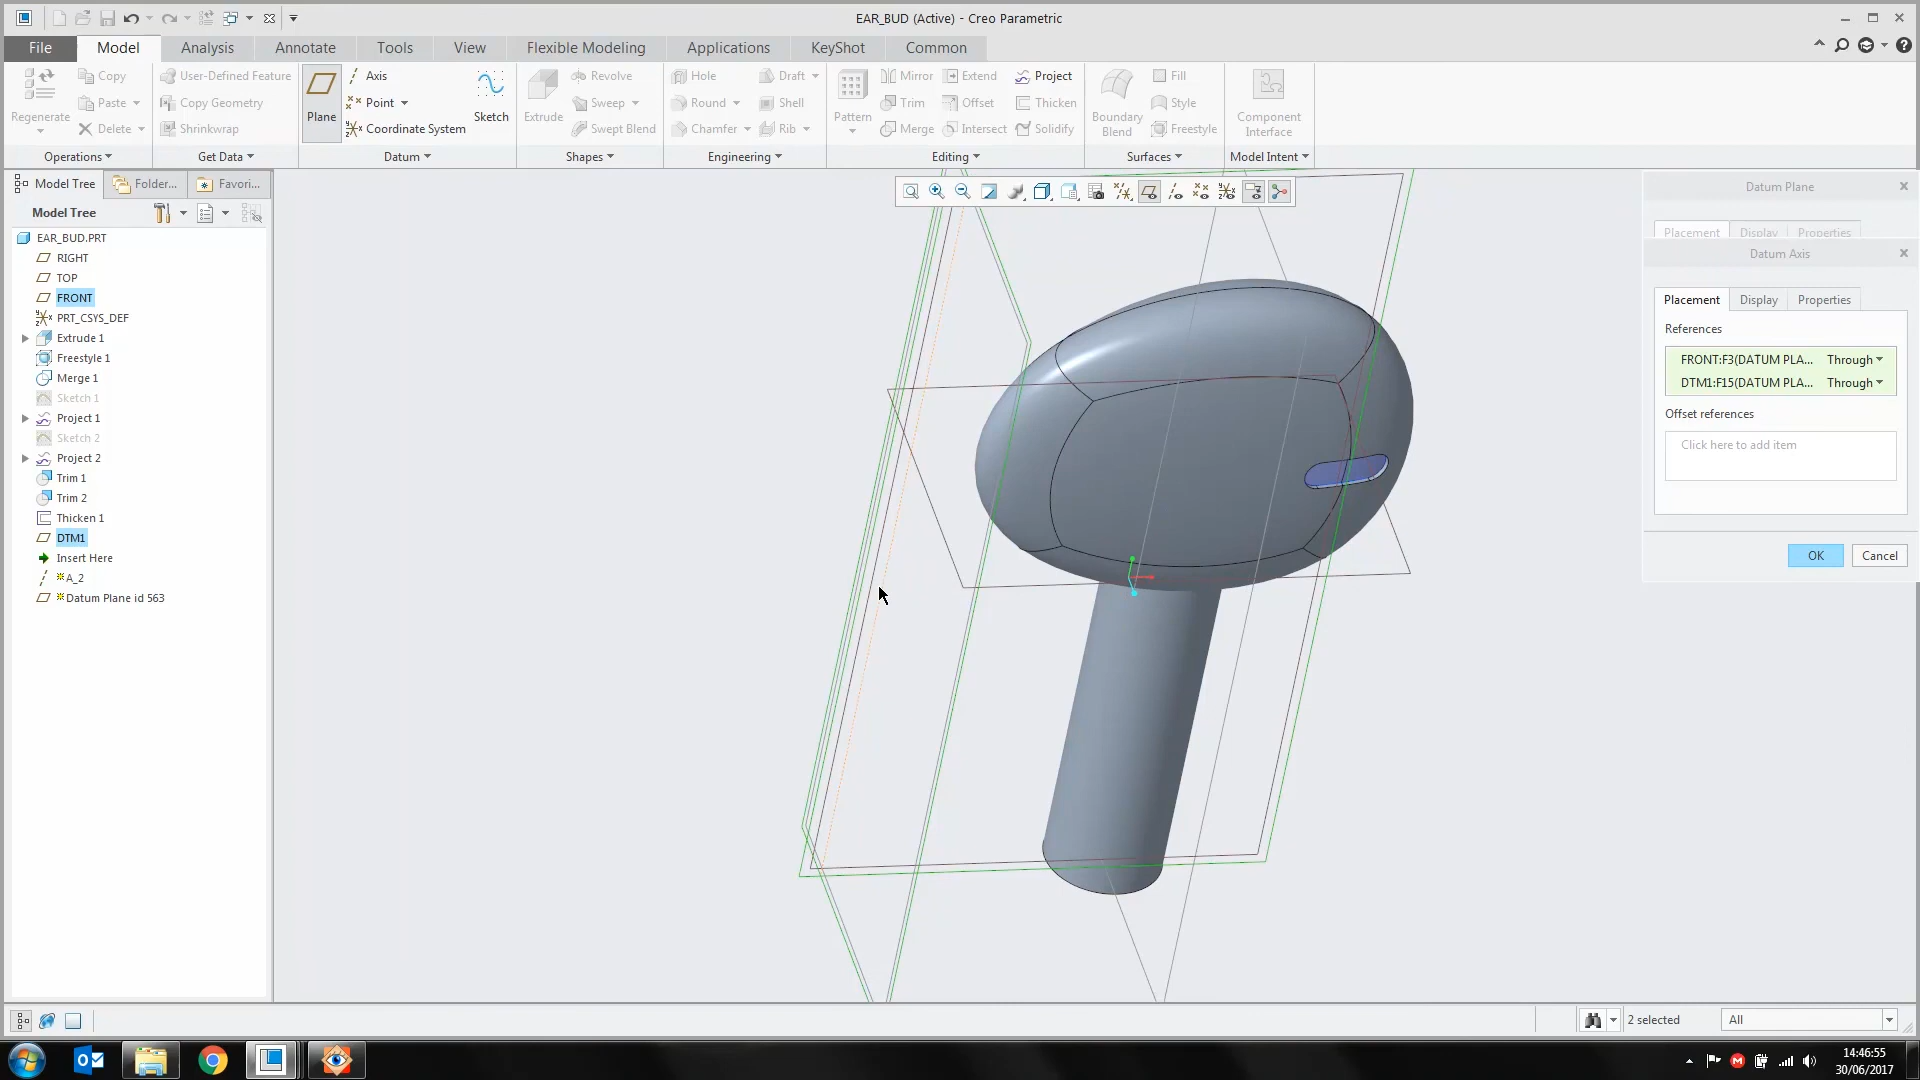 EAR_BUD (Active) - Creo Parametric
File Model Analysis Annotate Tools View Flexible Modeling Applications KeyShot Common
Regenerate
Copy
Paste
Delete
Operations
User-Defined Feature
Copy Geometry
Shrinkwrap
Get Data
Plane
Axis
Point
Coordinate System
Sketch
Datum
Extrude
Revolve
Sweep
Swept Blend
Shapes
Hole
Round
Chamfer
Draft
Shell
Rib
Engineering
Pattern
Mirror
Trim
Merge
Extend
Offset
Intersect
Project
Thicken
Solidify
Editing
Boundary
Blend
Fill
Style
Freestyle
Surfaces
Component
Interface
Model Intent
Model Tree Folder... Favori...
Model Tree
EAR_BUD.PRT
RIGHT
TOP
FRONT
PRT_CSYS_DEF
Extrude 1
Freestyle 1
Merge 1
Sketch 1
Project 1
Sketch 2
Project 2
Trim 1
Trim 2
Thicken 1
DTM1
Insert Here
A_2
Datum Plane id 563
Datum Plane
Placement Display Properties
Datum Axis
Placement Display Properties
References
FRONT:F3(DATUM PLA... Through
DTM1:F15(DATUM PLA... Through
Offset references
Click here to add item
OK Cancel
2 selected All
14:46:55
30/06/2017